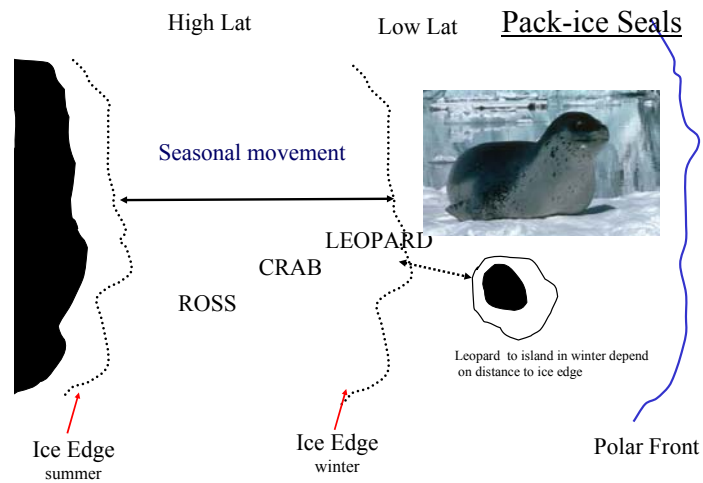 High Lat
Low Lat
Pack-ice Seals
Seasonal movement
LEOPARD
CRAB
ROSS
Leopard to island in winter depend
on distance to ice edge
Ice Edge
summer
Ice Edge
winter
Polar Front